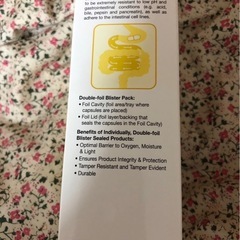 to be extremely resistant to low pH and
gastrointestinal conditions (e.g. acid,
bile, pepsin and pancreatin), as well as
adhere to the intestinal cell lines.
Double-foil Blister Pack:
• Foil Cavity (foil area/tray where
capsules are placed)
• Foil Lid (foil layer/backing that
seals the capsules in the Foil Cavity)
Benefits of Individually, Double-foil
Blister Sealed Products:
• Optimal Barrier to Oxygen, Moisture
& Light
• Ensures Product Integrity & Protection
• Tamper Resistant and Tamper Evident
• Durable